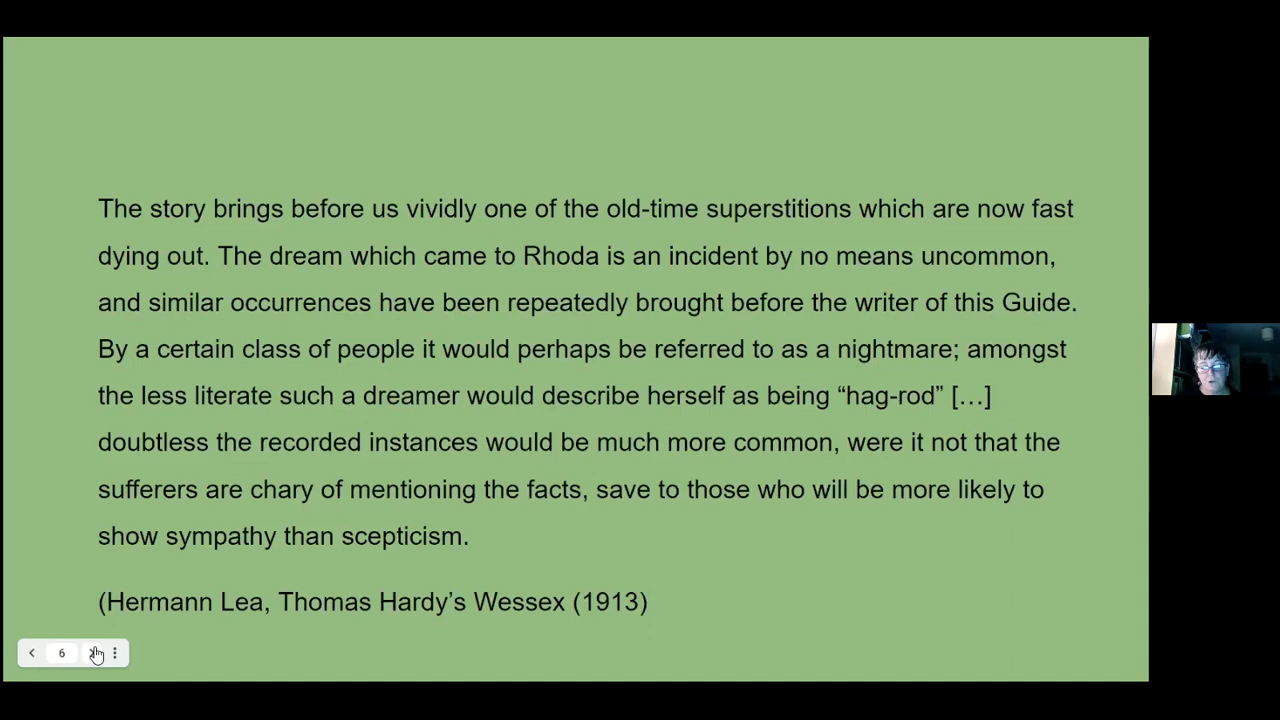 The story brings before us vividly one of the old-time superstitions which are now fast
dying out. The dream which came to Rhoda is an incident by no means uncommon,
and similar occurrences have been repeatedly brought before the writer of this Guide.
By a certain class of people it would perhaps be referred to as a nightmare; amongst
the less literate such a dreamer would describe herself as being “hag-rod” […]
doubtless the recorded instances would be much more common, were it not that the
sufferers are chary of mentioning the facts, save to those who will be more likely to
show sympathy than scepticism.
(Hermann Lea, Thomas Hardy’s Wessex (1913)
6